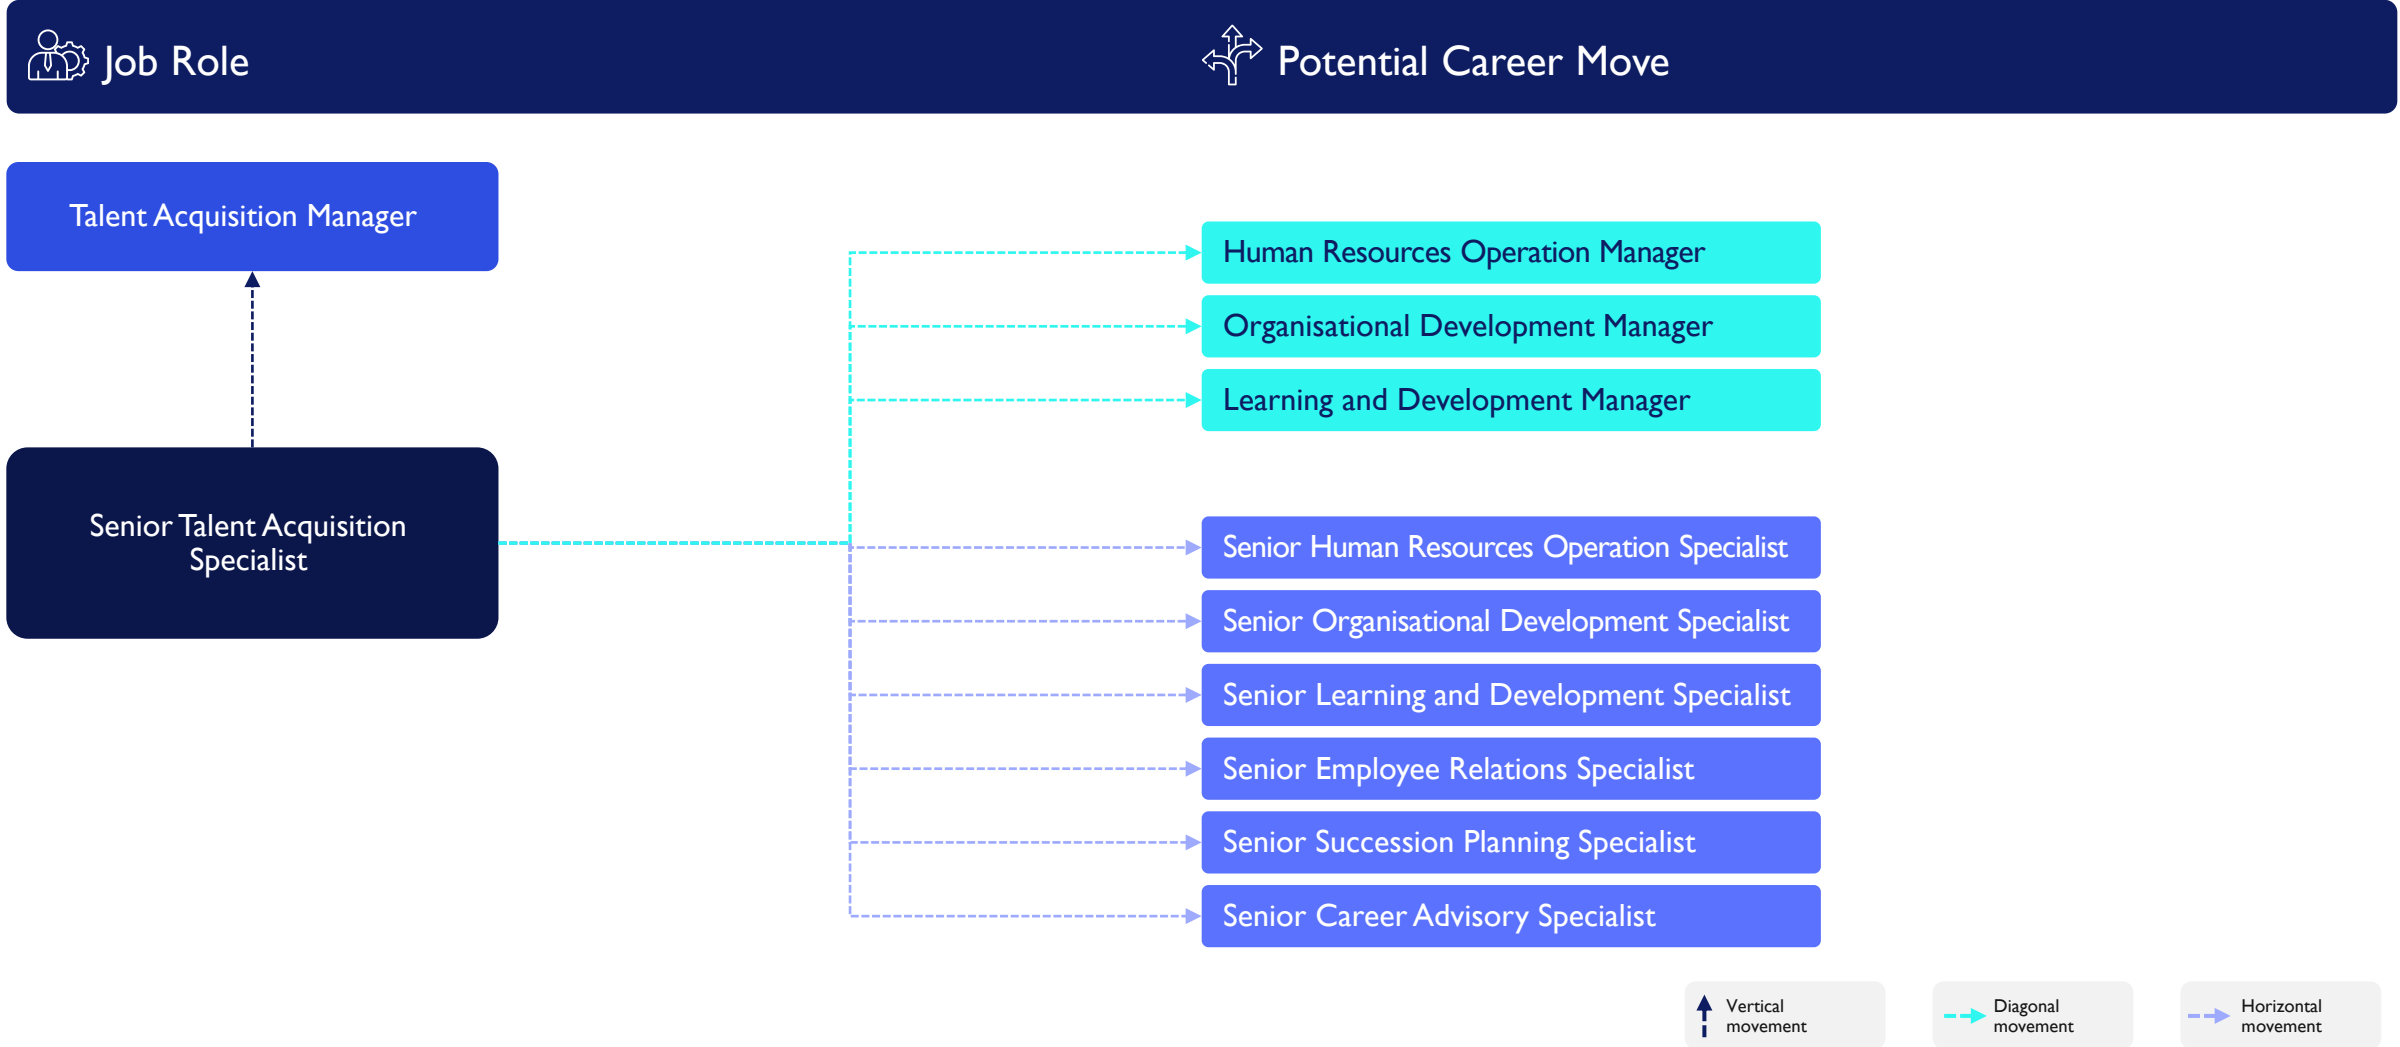 Job Role
Potential Career Move
Talent Acquisition Manager
Human Resources Operation Manager
Organisational Development Manager
Learning and Development Manager
Senior Talent Acquisition
Specialist
Senior Human Resources Operation Specialist
Senior Organisational Development Specialist
Senior Learning and Development Specialist
Senior Employee Relations Specialist
Senior Succession Planning Specialist
Senior Career Advisory Specialist
Vertical
movement
Diagonal
movement
Horizontal
movement